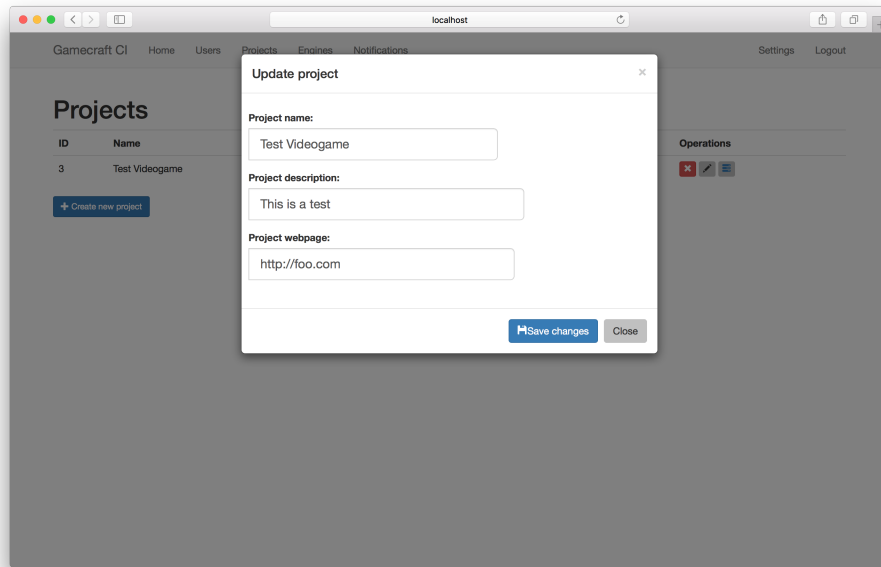 localhost
Gamecraft CI Home Users Projects Engines Notifications Settings Logout
Update project ×
Projects
ID Name Operations
3 Test Videogame
Create new project
Project name:
Test Videogame
Project description:
This is a test
Project webpage:
http://foo.com
Save changes Close